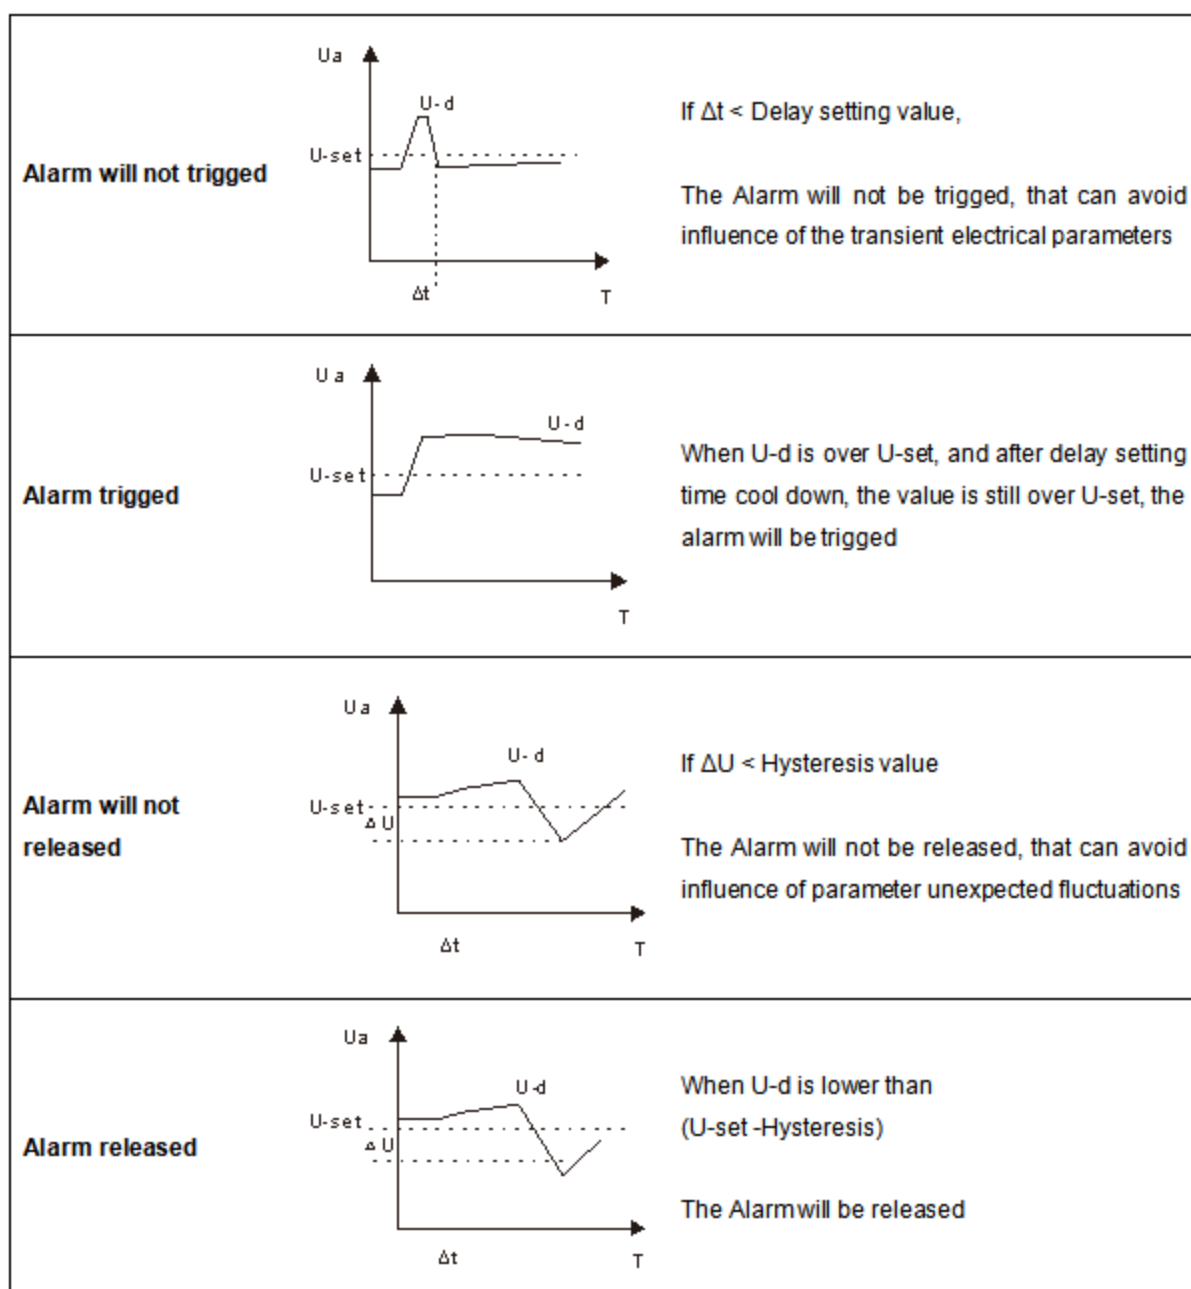 Ua
U-d
If Δt < Delay setting value,
U-set
Alarm will not trigged
The Alarm will not be trigged, that can avoid
influence of the transient electrical parameters
Δt
T
Ua
U-d
When U-d is over U-set, and after delay setting
U-set
Alarm trigged
time cool down, the value is still over U-set, the
alarm will be trigged
T
Ua
U-d
If ΔU < Hysteresis value
Alarm will not
U-set
ΔU
released
The Alarm will not be released, that can avoid
influence of parameter unexpected fluctuations
Δt
T
Ua
U-d
When U-d is lower than
U-set
(U-set -Hysteresis)
ΔU
Alarm released
The Alarm will be released
Δt
T